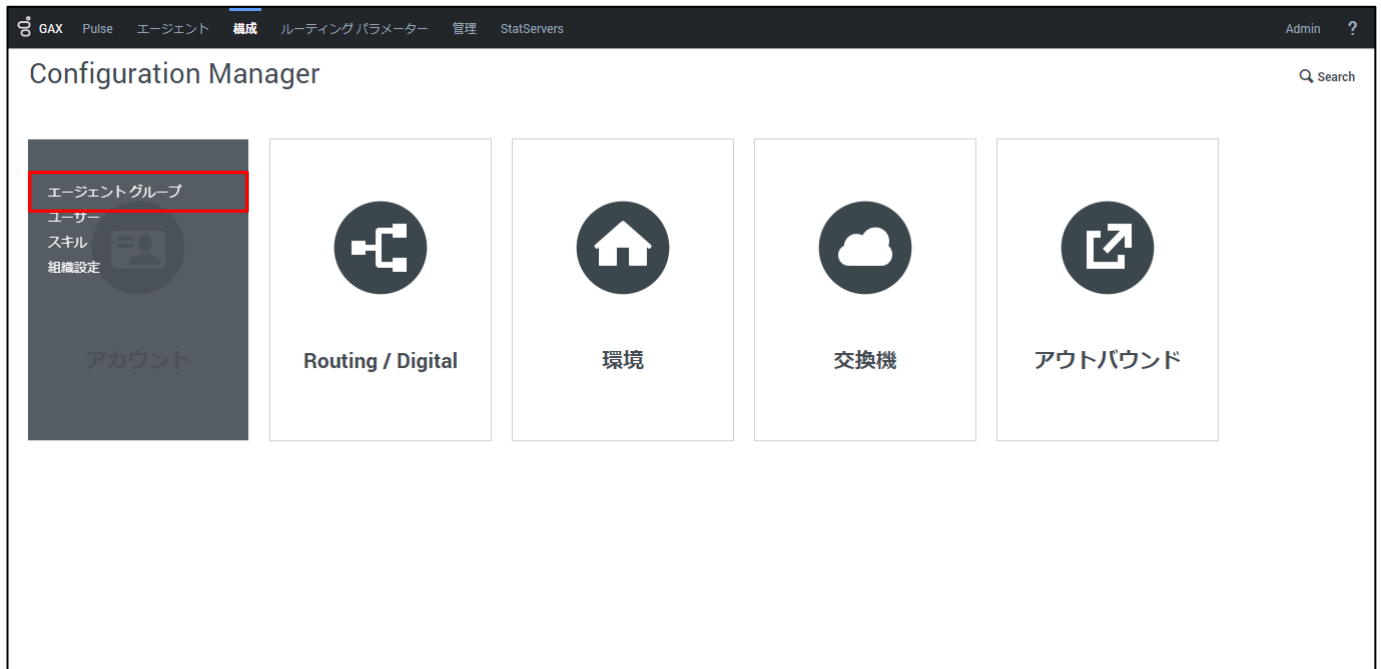 GAX Pulse エージェント 構成 ルーティング パラメーター 管理 StatServers Admin ?
Configuration Manager
Search
エージェント グループ
ユーザー
スキル
組織設定
アカウント
Routing / Digital
環境
交換機
アウトバウンド